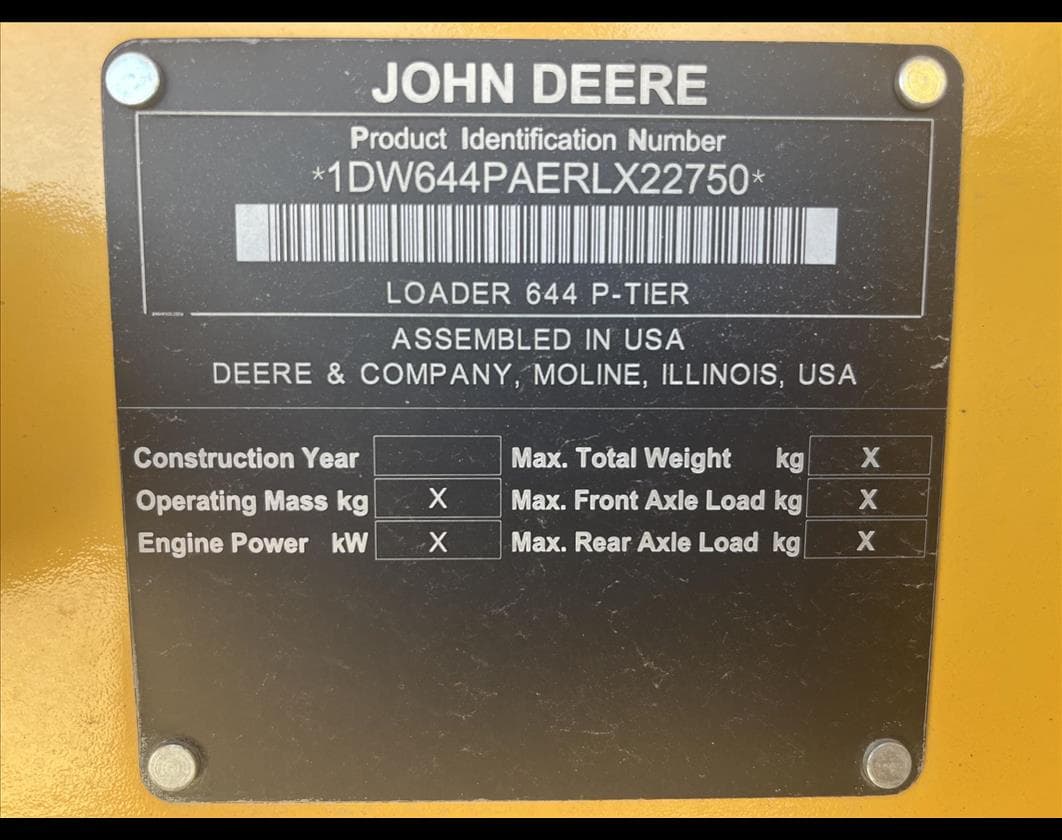 JOHN DEERE
Product Identification Number
*1DW644PAERLX22750*
LOADER 644 P-TIER
ASSEMBLED IN USA
DEERE & COMPANY, MOLINE, ILLINOIS, USA
Construction Year Max. Total Weight kg X
Operating Mass kg X Max. Front Axle Load kg X
Engine Power kW X Max. Rear Axle Load kg X